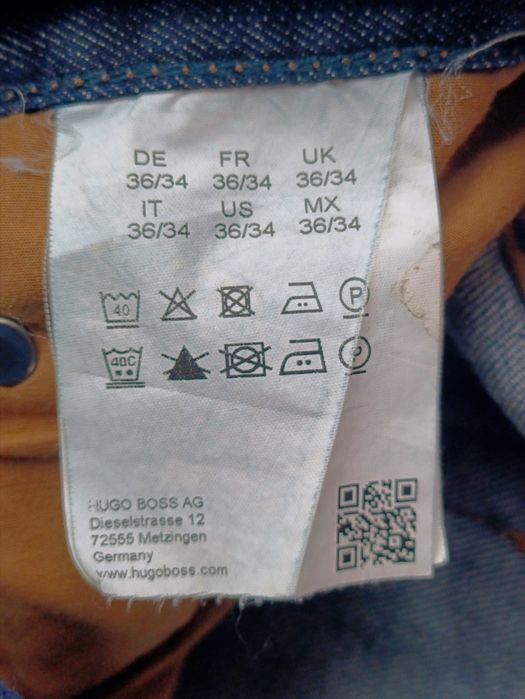 DE FR UK
36/34 36/34 36/34
IT US MX
36/34 36/34 36/34
40 P
40C
HUGO BOSS AG
Dieselstrasse 12
72555 Metzingen
Germany
www.hugoboss.com